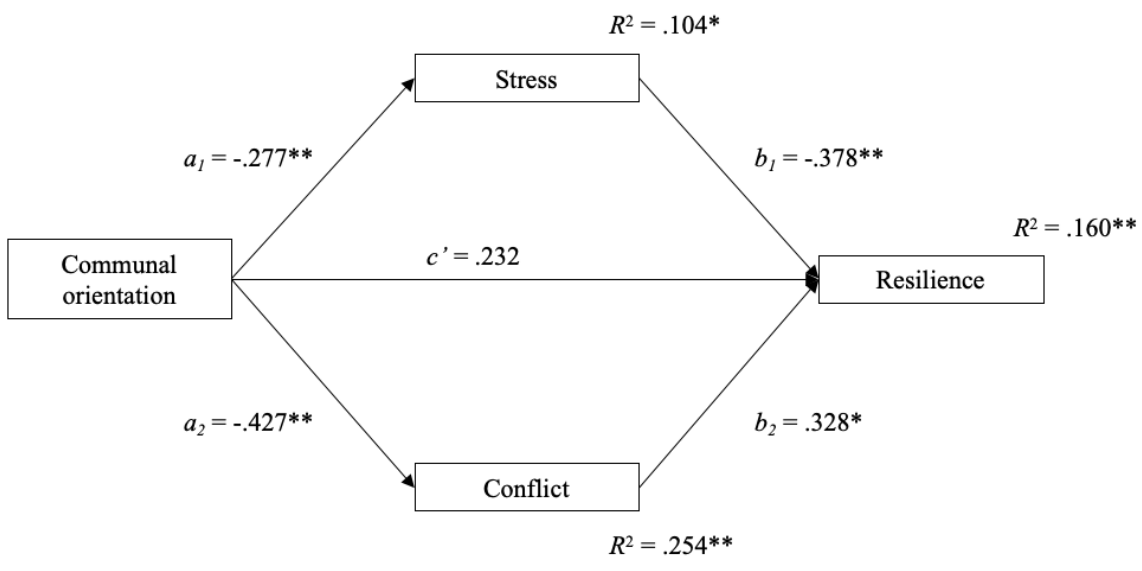 R² = .104*
Stress
a₁ = -.277**
b₁ = -.378**
R² = .160**
c’ = .232
Communal
orientation
Resilience
a₂ = -.427**
b₂ = .328*
Conflict
R² = .254**